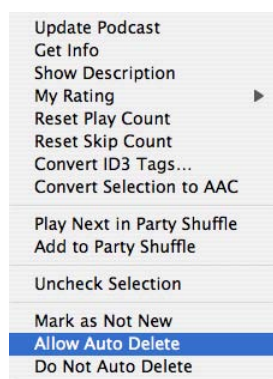 Update Podcast
Get Info
Show Description
My Rating
Reset Play Count
Reset Skip Count
Convert ID3 Tags...
Convert Selection to AAC
Play Next in Party Shuffle
Add to Party Shuffle
Uncheck Selection
Mark as Not New
Allow Auto Delete
Do Not Auto Delete